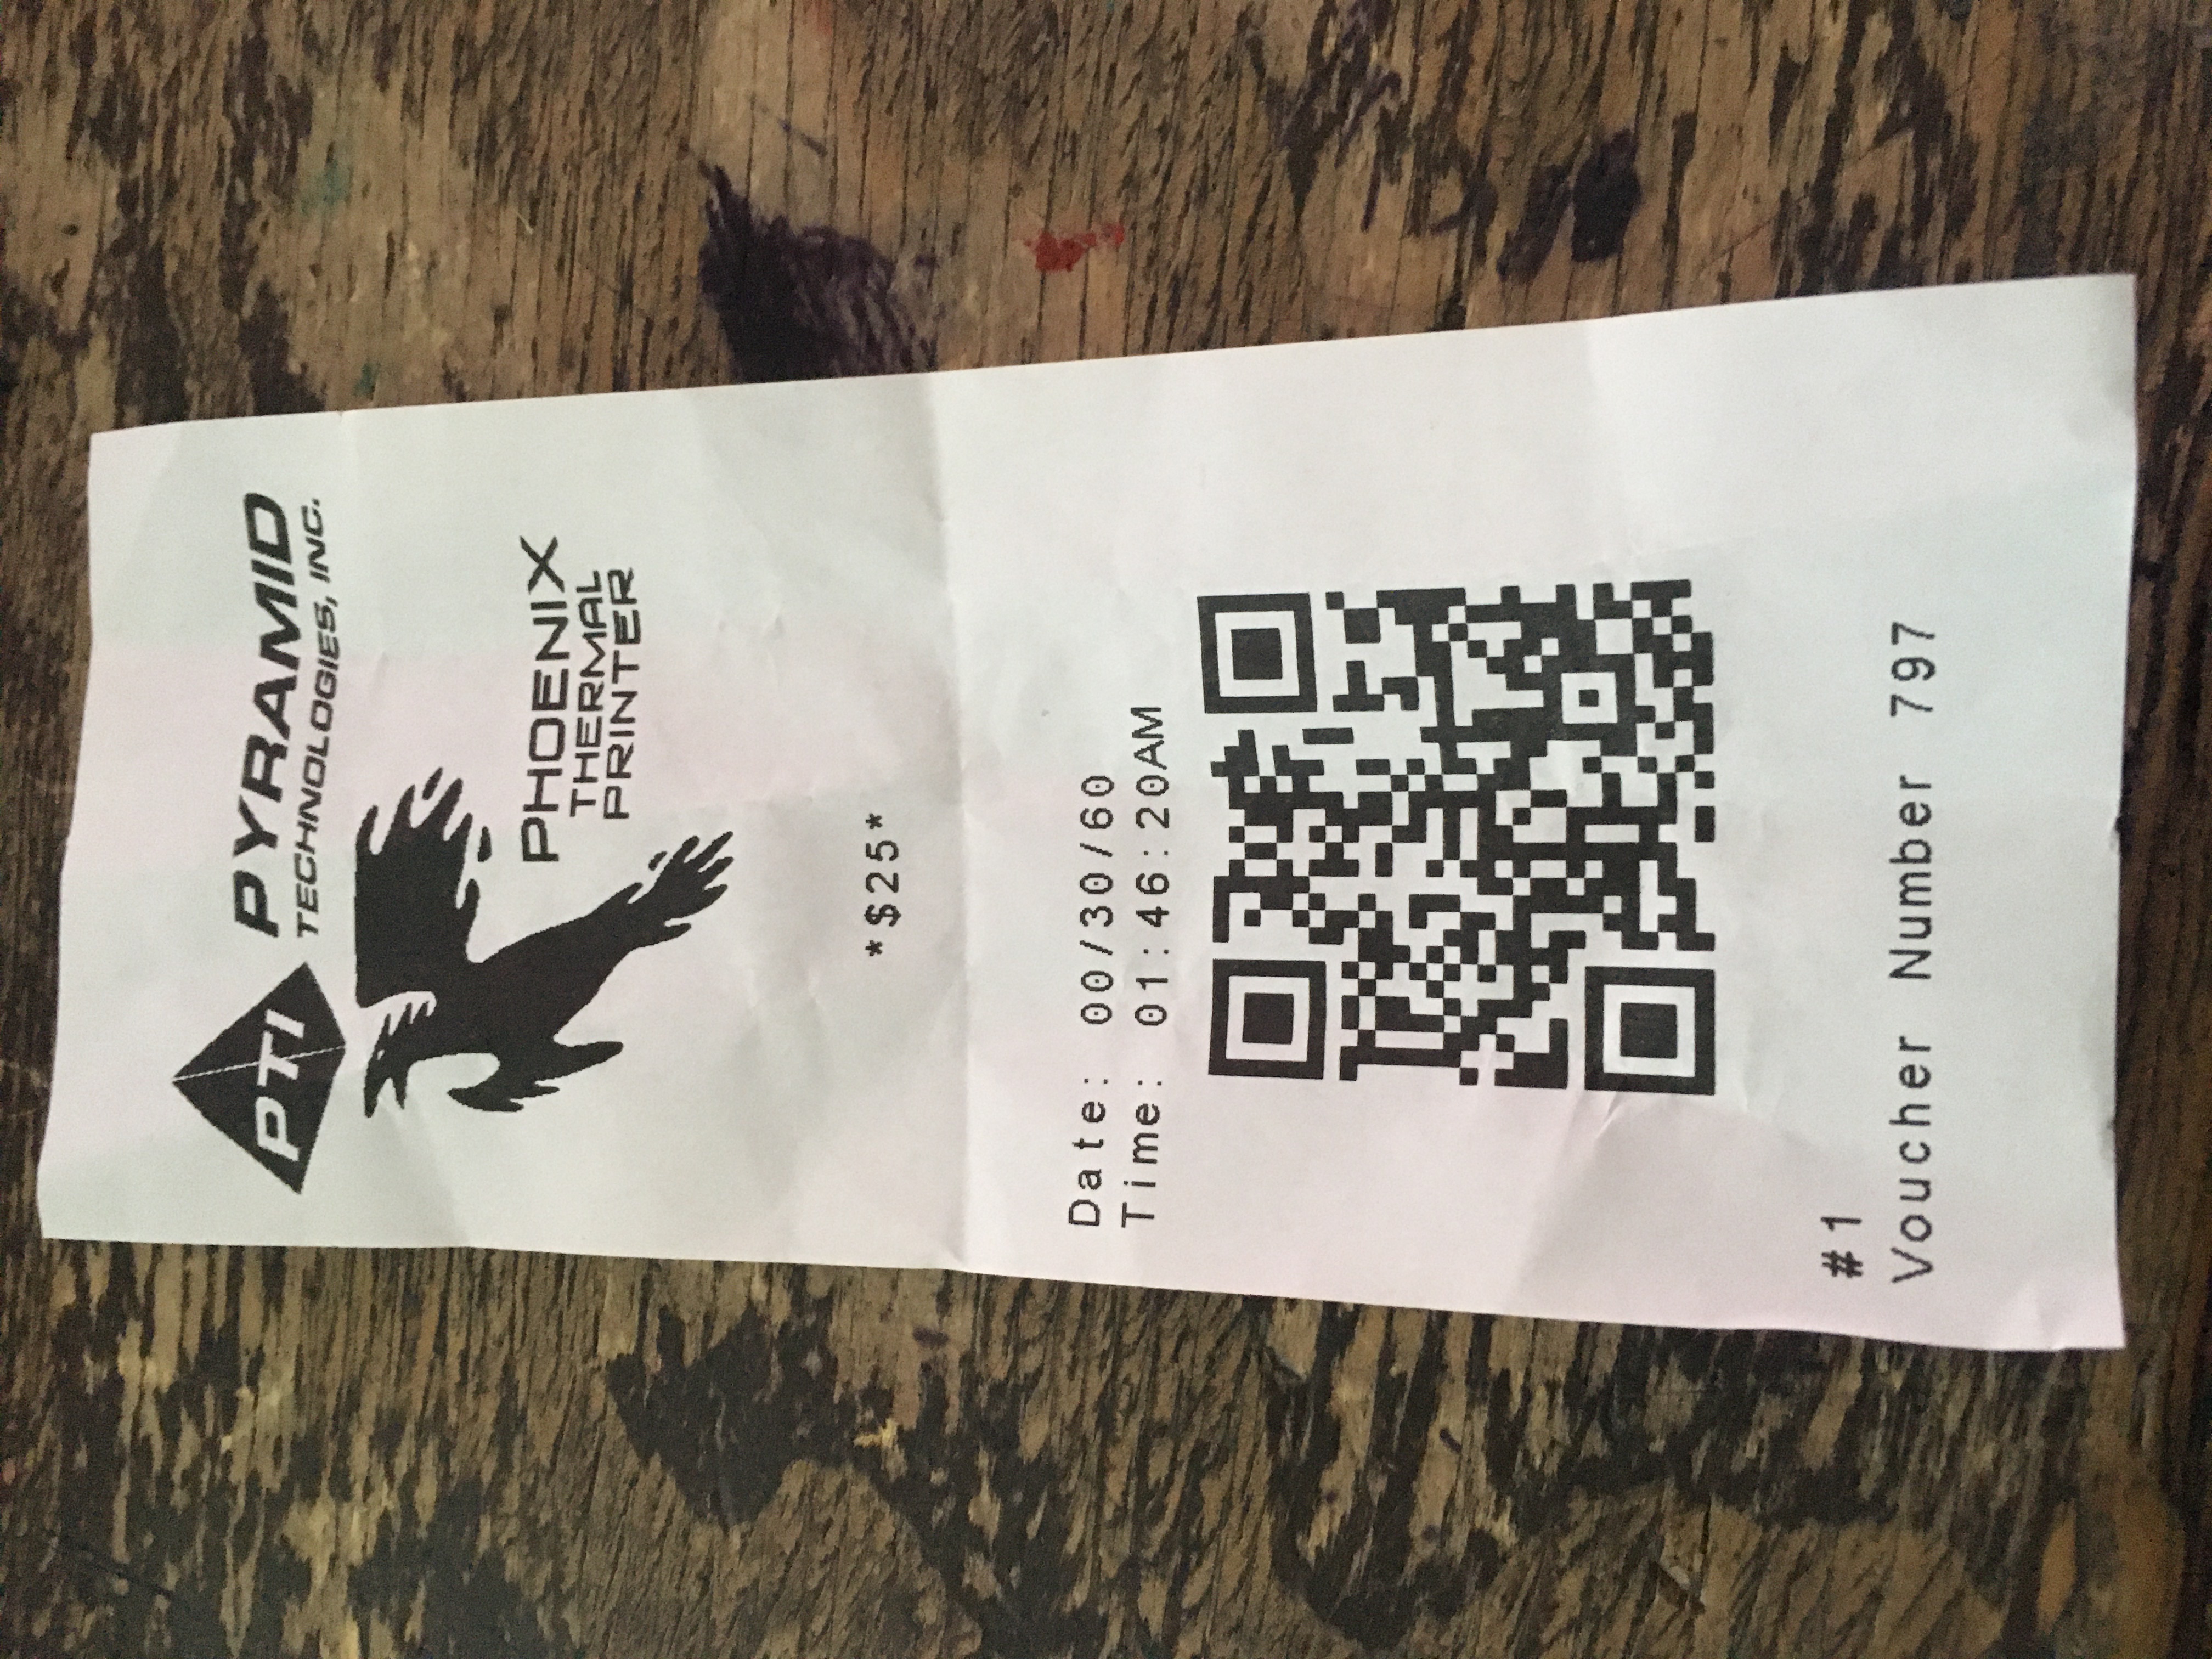 PTI
PYRAMID
TECHNOLOGIES, INC.
PHOENIX
THERMAL
PRINTER
*$25*
Date: 00/30/60
Time: 01:46:20AM
#1
Voucher Number 797